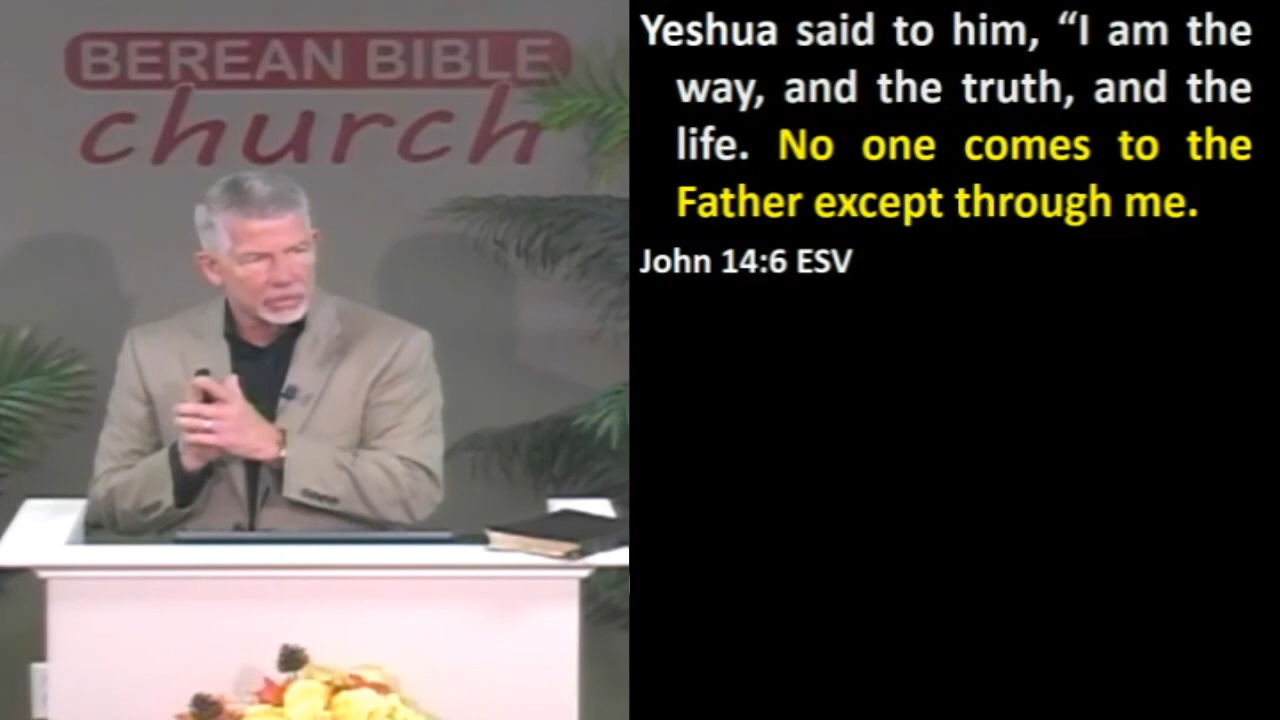 BEREAN BIBLE
church
Yeshua said to him, “I am the
way, and the truth, and the
life. No one comes to the
Father except through me.
John 14:6 ESV